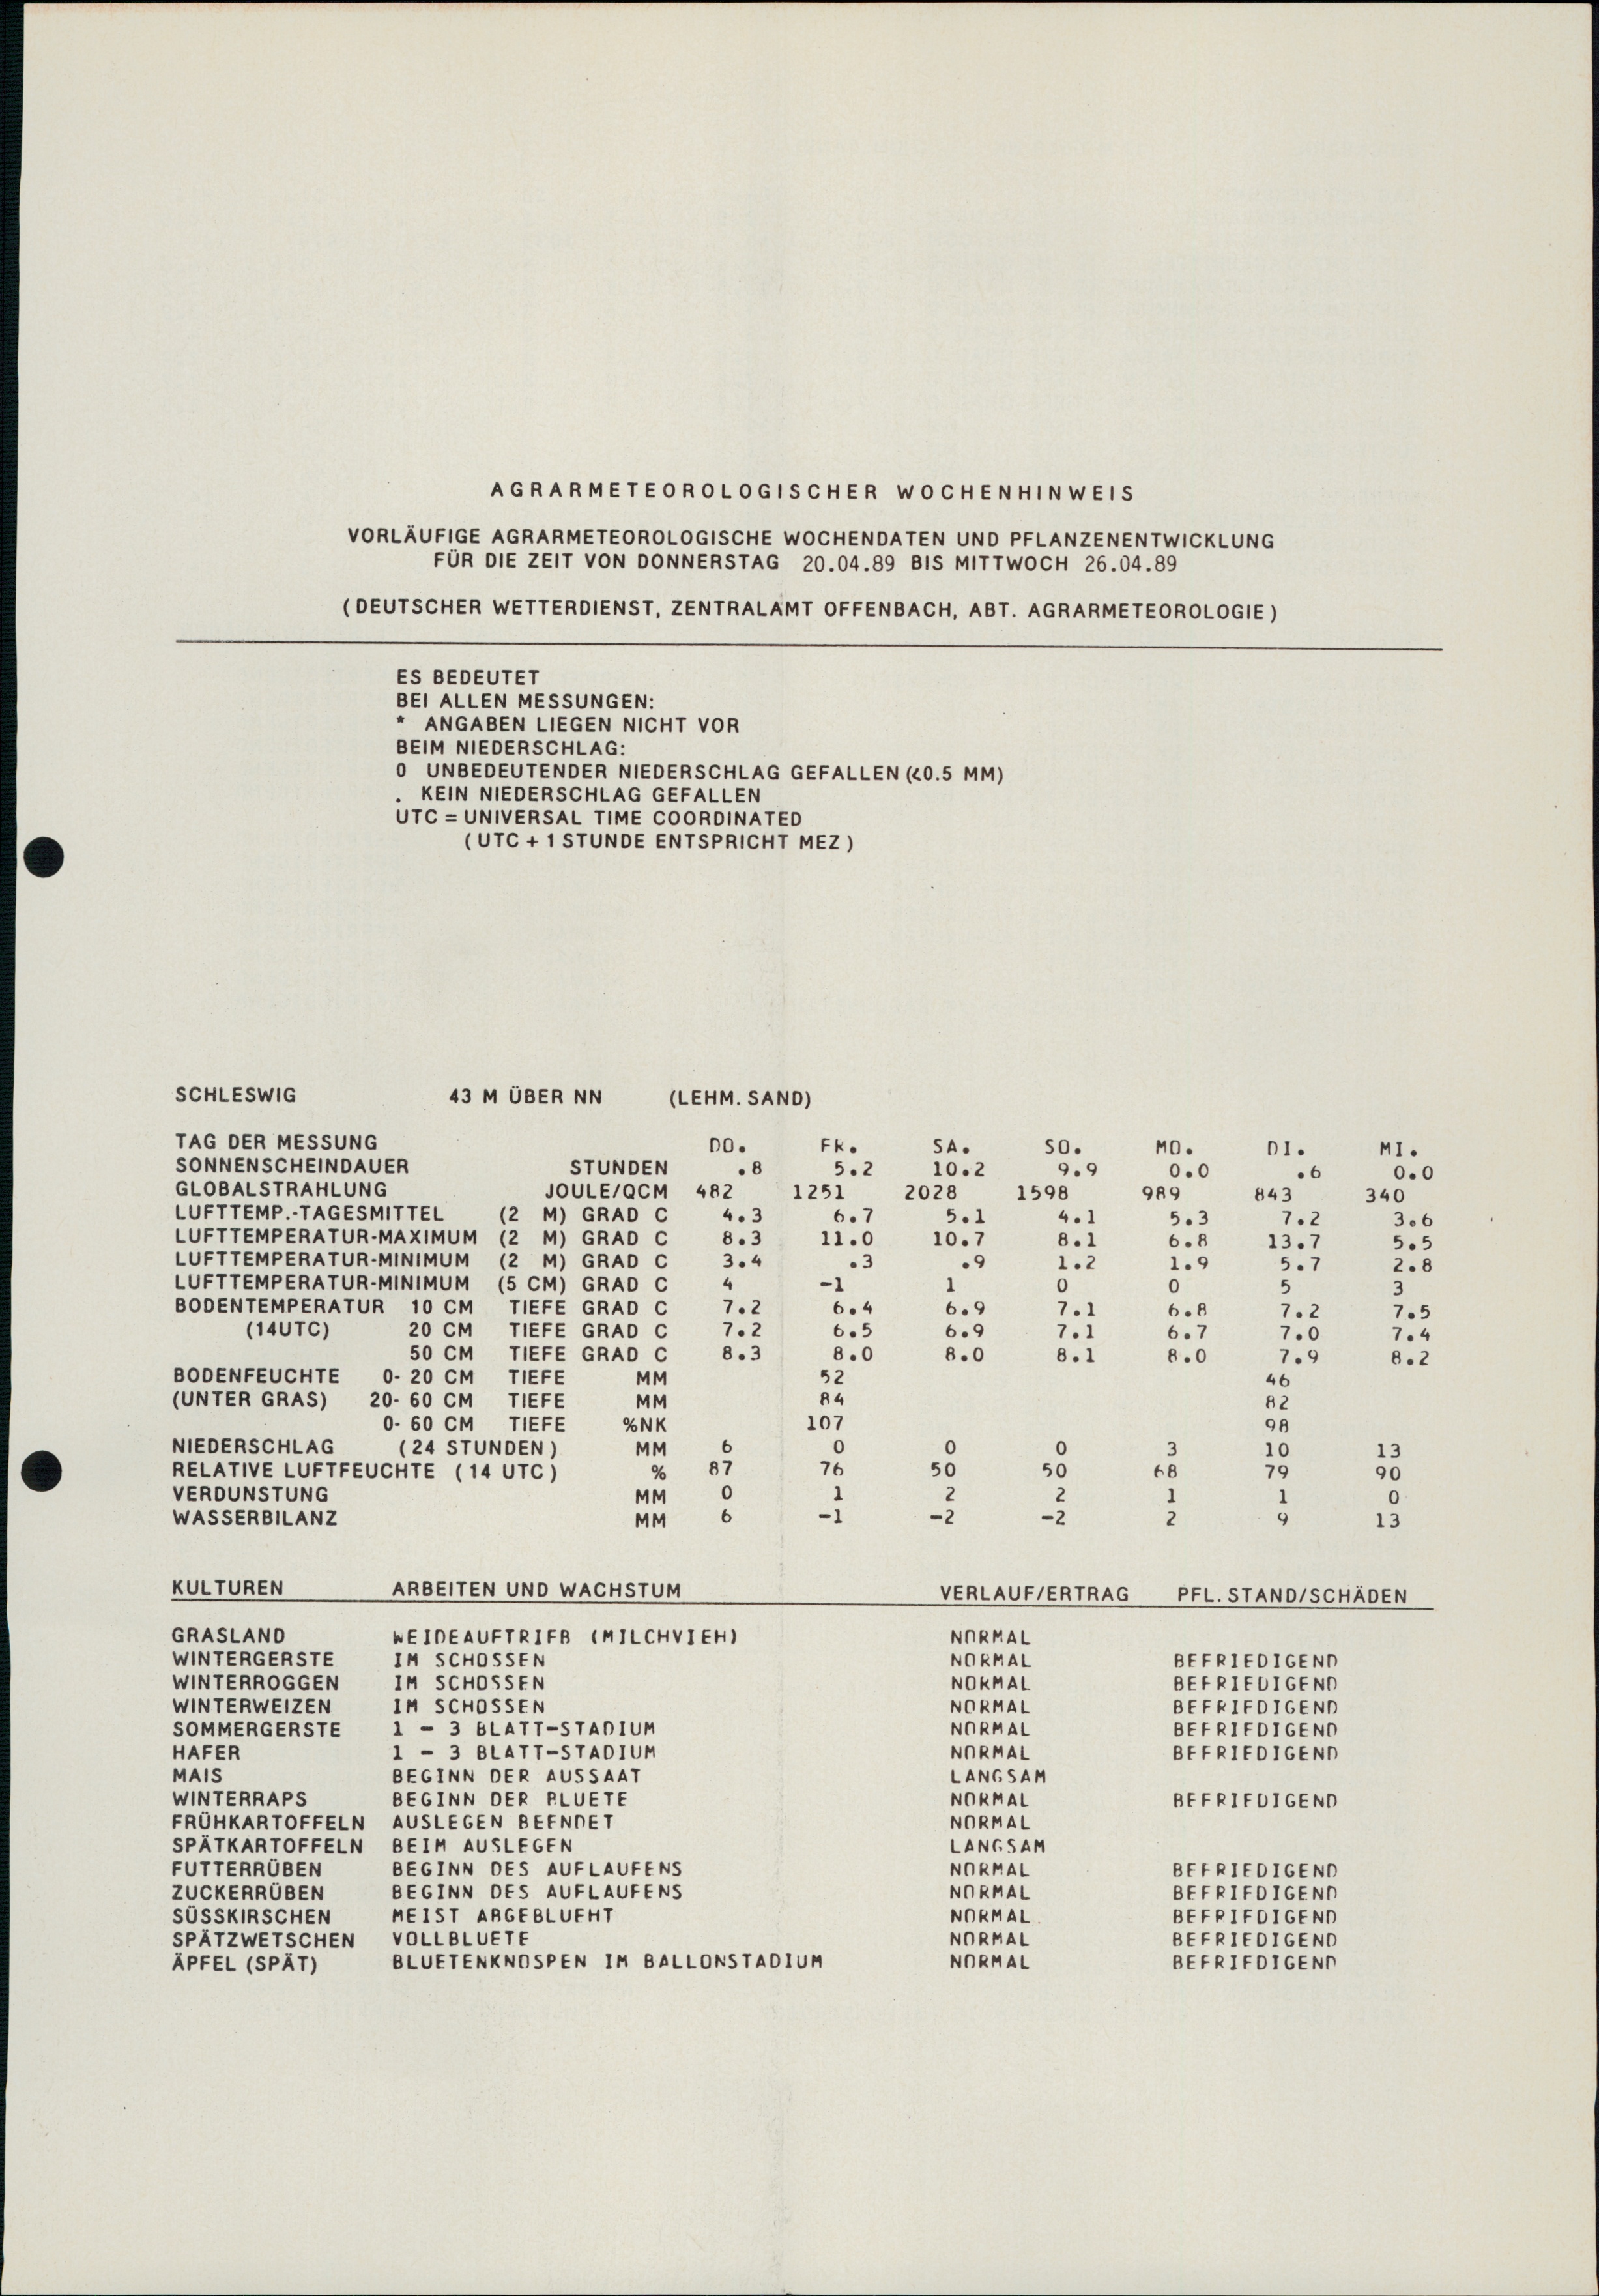 AGRARMETEOROLOGISCHER WOCHENHINWEIS
VORLÄUFIGE AGRARMETEOROLOGISCHE WOCHENDATEN UND PFLANZENENTWICKLUNG
FÜR DIE ZEIT VON DONNERSTAG 20.04.89 BIS MITTWOCH 26.04.89
(DEUTSCHER WETTERDIENST, ZENTRALAMT OFFENBACH, ABT. AGRARMETEOROLOGIE)
ES BEDEUTET
BEI ALLEN MESSUNGEN:
* ANGABEN LIEGEN NICHT VOR
BEIM NIEDERSCHLAG:
0 UNBEDEUTENDER NIEDERSCHLAG GEFALLEN (<0.5 MM)
. KEIN NIEDERSCHLAG GEFALLEN
UTC = UNIVERSAL TIME COORDINATED
(UTC + 1 STUNDE ENTSPRICHT MEZ)
SCHLESWIG 43 M ÜBER NN (LEHM. SAND)
TAG DER MESSUNG DO. FR. SA. SO. MO. DI. MI.
SONNENSCHEINDAUER STUNDEN .8 5.2 10.2 9.9 0.0 .6 0.0
GLOBALSTRAHLUNG JOULE/QCM 482 1251 2028 1598 989 843 340
LUFTTEMP.-TAGESMITTEL (2 M) GRAD C 4.3 6.7 5.1 4.1 5.3 7.2 3.6
LUFTTEMPERATUR-MAXIMUM (2 M) GRAD C 8.3 11.0 10.7 8.1 6.8 13.7 5.5
LUFTTEMPERATUR-MINIMUM (2 M) GRAD C 3.4 .3 .9 1.2 1.9 5.7 2.8
LUFTTEMPERATUR-MINIMUM (5 CM) GRAD C 4 -1 1 0 0 5 3
BODENTEMPERATUR 10 CM TIEFE GRAD C 7.2 6.4 6.9 7.1 6.8 7.2 7.5
(14UTC) 20 CM TIEFE GRAD C 7.2 6.5 6.9 7.1 6.7 7.0 7.4
50 CM TIEFE GRAD C 8.3 8.0 8.0 8.1 8.0 7.9 8.2
BODENFEUCHTE 0- 20 CM TIEFE MM 52 46
(UNTER GRAS) 20- 60 CM TIEFE MM 84 82
0- 60 CM TIEFE %NK 107 98
NIEDERSCHLAG (24 STUNDEN) MM 6 0 0 0 3 10 13
RELATIVE LUFTFEUCHTE (14 UTC) % 87 76 50 50 68 79 90
VERDUNSTUNG MM 0 1 2 2 1 1 0
WASSERBILANZ MM 6 -1 -2 -2 2 9 13
KULTUREN ARBEITEN UND WACHSTUM VERLAUF/ERTRAG PFL. STAND/SCHÄDEN
GRASLAND WEIDEAUFTRIEB (MILCHVIEH) NORMAL
WINTERGERSTE IM SCHOSSEN NORMAL BEFRIEDIGEND
WINTERROGGEN IM SCHOSSEN NORMAL BEFRIEDIGEND
WINTERWEIZEN IM SCHOSSEN NORMAL BEFRIEDIGEND
SOMMERGERSTE 1 - 3 BLATT-STADIUM NORMAL BEFRIEDIGEND
HAFER 1 - 3 BLATT-STADIUM NORMAL BEFRIEDIGEND
MAIS BEGINN DER AUSSAAT LANGSAM
WINTERRAPS BEGINN DER BLUETE NORMAL BEFRIEDIGEND
FRÜHKARTOFFELN AUSLEGEN BEENDET NORMAL
SPÄTKARTOFFELN BEIM AUSLEGEN LANGSAM
FUTTERRÜBEN BEGINN DES AUFLAUFENS NORMAL BEFRIEDIGEND
ZUCKERRÜBEN BEGINN DES AUFLAUFENS NORMAL BEFRIEDIGEND
SÜSSKIRSCHEN MEIST ABGEBLUEHT NORMAL BEFRIEDIGEND
SPÄTZWETSCHEN VOLLBLUETE NORMAL BEFRIEDIGEND
ÄPFEL (SPÄT) BLUETENKNOSPEN IM BALLONSTADIUM NORMAL BEFRIEDIGEND